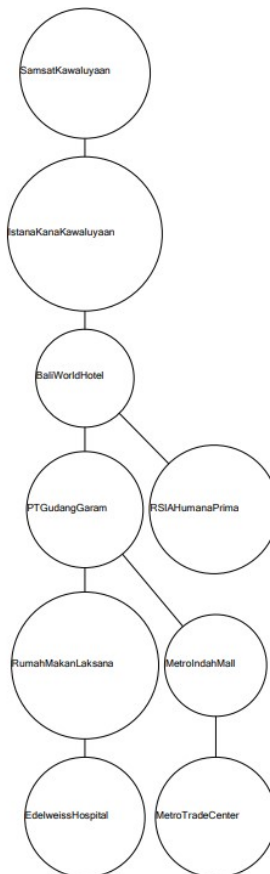 SamsatKawaluyaan
IstanaKanaKawaluyaan
BaliWorldHotel
PTGudangGaram
RSIAHumanaPrima
RumahMakanLaksana
MetroIndahMall
EdelweissHospital
MetroTradeCenter